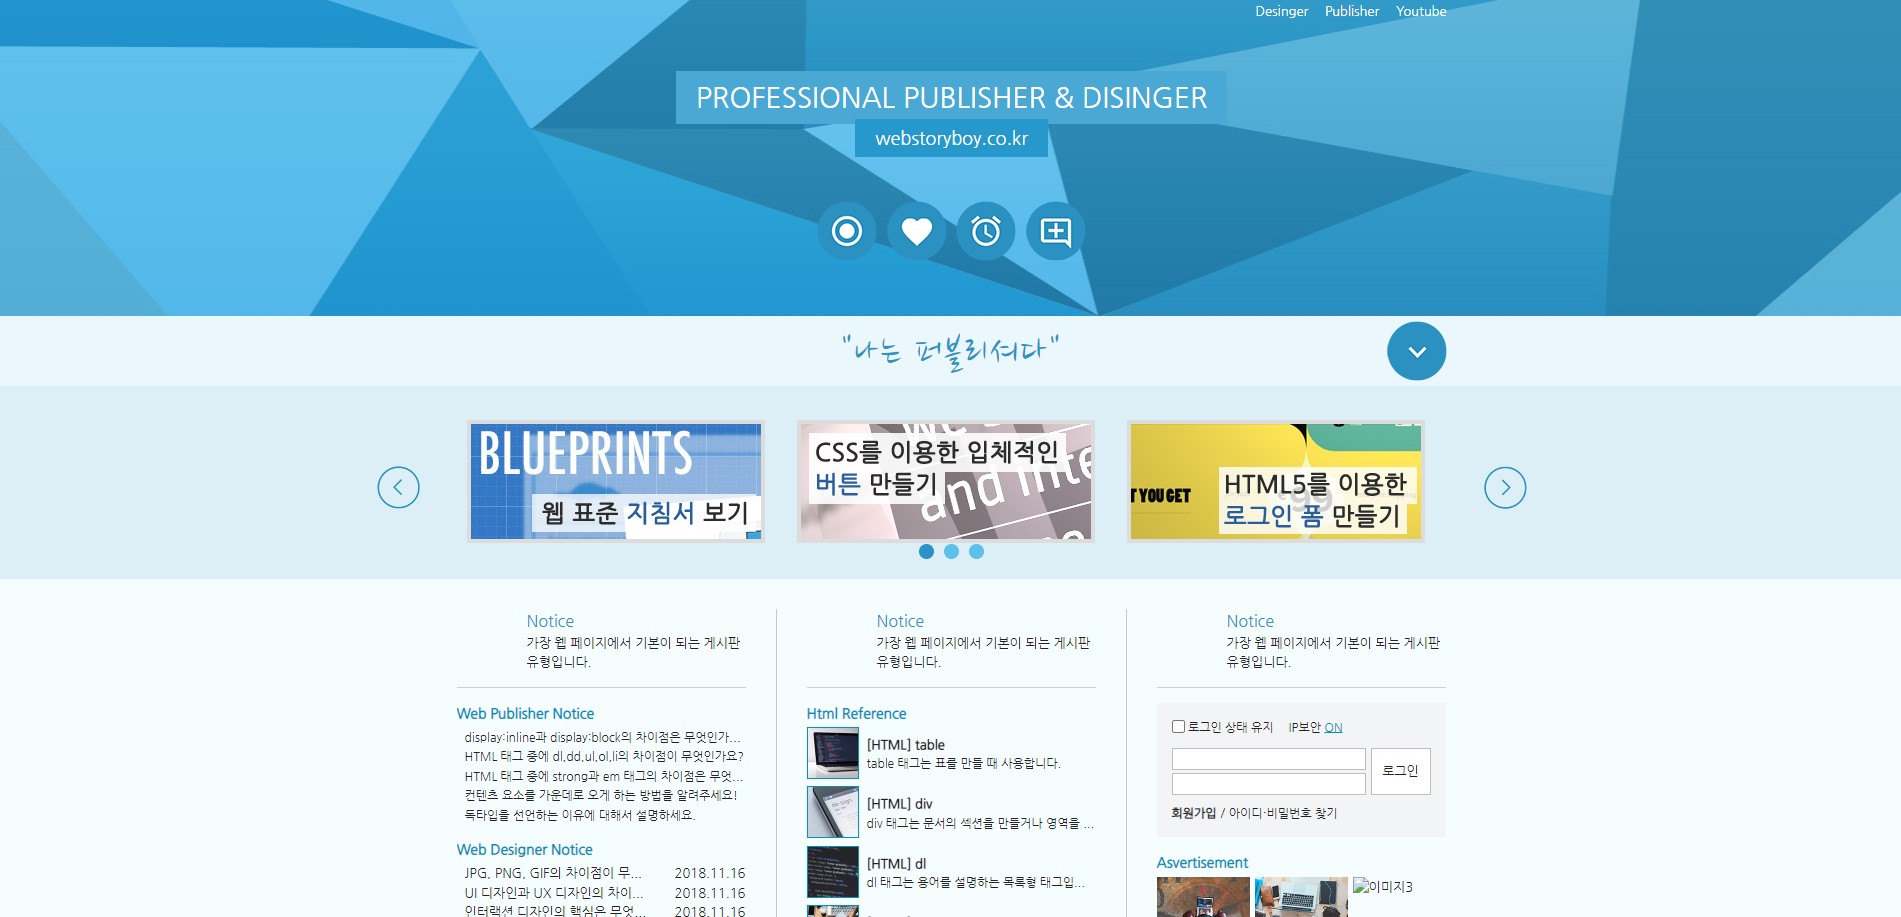 Desinger Publisher Youtube
PROFESSIONAL PUBLISHER & DISINGER
webstoryboy.co.kr
"나는 퍼블리셔다"
BLUEPRINTS
웹 표준 지침서 보기
CSS를 이용한 입체적인
버튼 만들기
and inte
T YOU GET
HTML5를 이용한
로그인 폼 만들기
Notice
가장 웹 페이지에서 기본이 되는 게시판
유형입니다.
Web Publisher Notice
display:inline과 display:block의 차이점은 무엇인가...
HTML 태그 중에 dl,dd,ul,ol,li의 차이점이 무엇인가요?
HTML 태그 중에 strong과 em 태그의 차이점은 무엇...
컨텐츠 요소를 가운데로 오게 하는 방법을 알려주세요!
독타입을 선언하는 이유에 대해서 설명하세요.
Web Designer Notice
JPG, PNG, GIF의 차이점이 무... 2018.11.16
UI 디자인과 UX 디자인의 차이... 2018.11.16
인터랙션 디자인의 핵심은 무엇... 2018.11.16
Notice
가장 웹 페이지에서 기본이 되는 게시판
유형입니다.
Html Reference
[HTML] table
table 태그는 표를 만들 때 사용합니다.
[HTML] div
div 태그는 문서의 섹션을 만들거나 영역을 ...
[HTML] dl
dl 태그는 용어를 설명하는 목록형 태그입...
Notice
가장 웹 페이지에서 기본이 되는 게시판
유형입니다.
로그인 상태 유지 IP보안 ON
로그인
회원가입 / 아이디·비밀번호 찾기
Asvertisement
이미지3